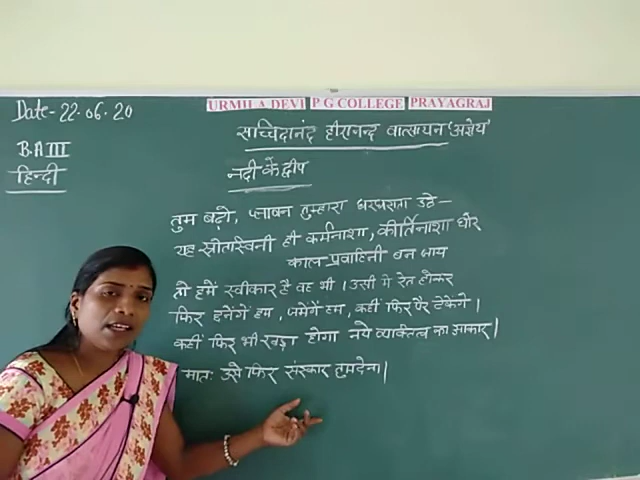 URMILA DEVI P G COLLEGE PRAYAGRAJ
Date-22.06.20
सच्चिदानंद हीरानन्द वात्सायन 'अज्ञेय'
B.A III
हिन्दी
नदी के द्वीप
तुम बढ़ो, प्लावन तुम्हारा घरघराता उठे–
यह स्रोतास्विनी ही कर्मनाशा, कीर्तिनाशा घोर
काल प्रवाहिनी बन जाय
तो हमें स्वीकार है वह भी। उसी में रेत होकर
फिर छनेंगें हम, जमेंगें हम, कहीं फिर पैर टेकेंगे।
कहीं फिर भी खड़ा होगा नये व्यक्तित्व का आकार।
मातः उसे फिर संस्कार तुम देना।